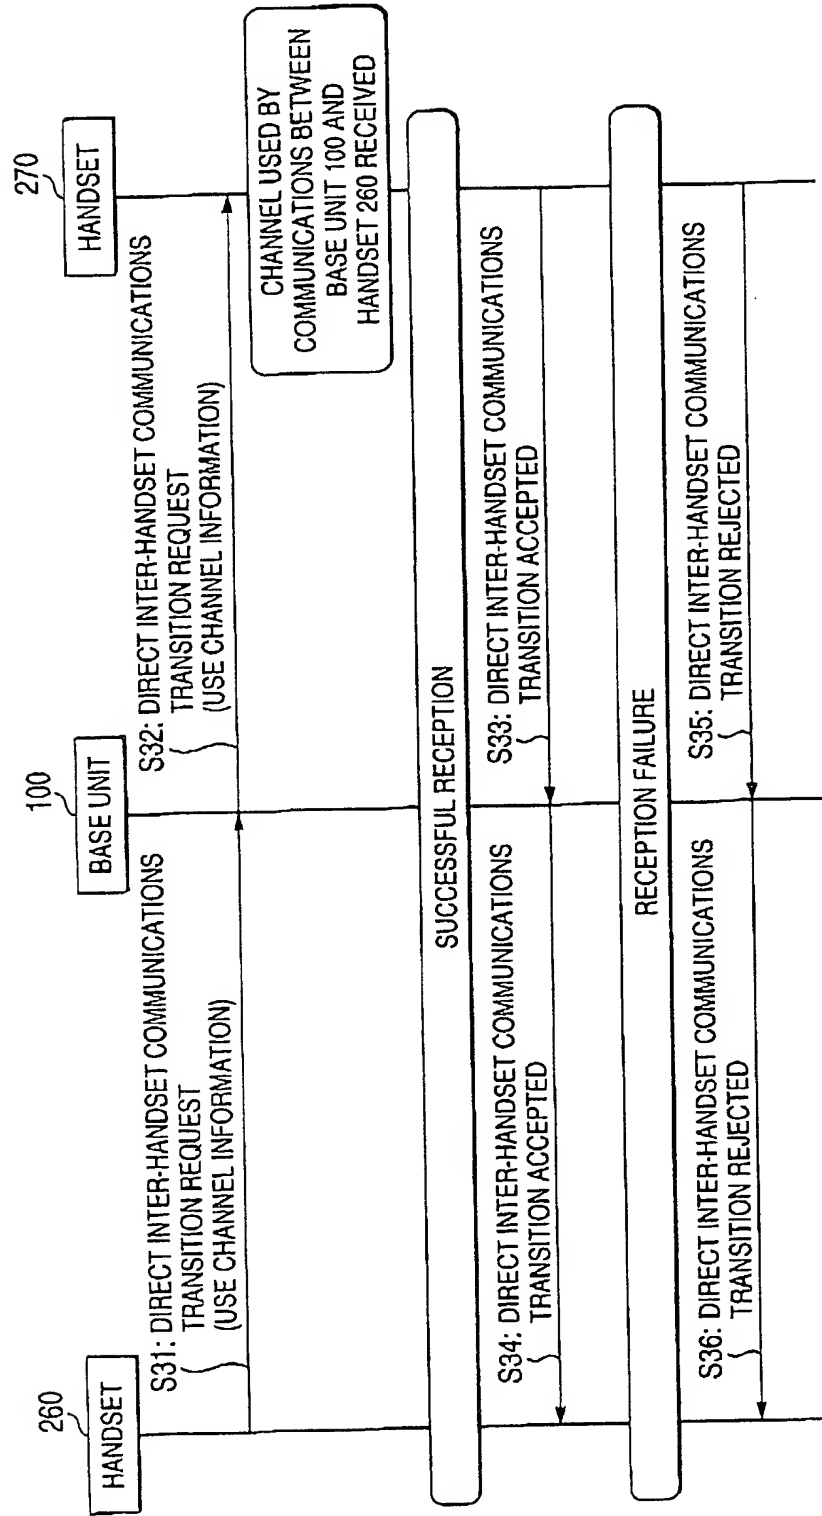 260
HANDSET
100
BASE UNIT
270
HANDSET
S31: DIRECT INTER-HANDSET COMMUNICATIONS
TRANSITION REQUEST
(USE CHANNEL INFORMATION)
S32: DIRECT INTER-HANDSET COMMUNICATIONS
TRANSITION REQUEST
(USE CHANNEL INFORMATION)
CHANNEL USED BY
COMMUNICATIONS BETWEEN
BASE UNIT 100 AND
HANDSET 260 RECEIVED
SUCCESSFUL RECEPTION
S34: DIRECT INTER-HANDSET COMMUNICATIONS
TRANSITION ACCEPTED
S33: DIRECT INTER-HANDSET COMMUNICATIONS
TRANSITION ACCEPTED
RECEPTION FAILURE
S36: DIRECT INTER-HANDSET COMMUNICATIONS
TRANSITION REJECTED
S35: DIRECT INTER-HANDSET COMMUNICATIONS
TRANSITION REJECTED